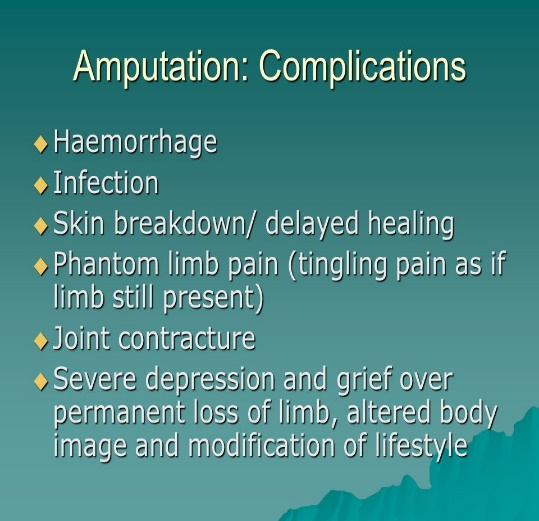 Amputation: Complications
Haemorrhage
Infection
Skin breakdown/ delayed healing
Phantom limb pain (tingling pain as if
limb still present)
Joint contracture
Severe depression and grief over
permanent loss of limb, altered body
image and modification of lifestyle